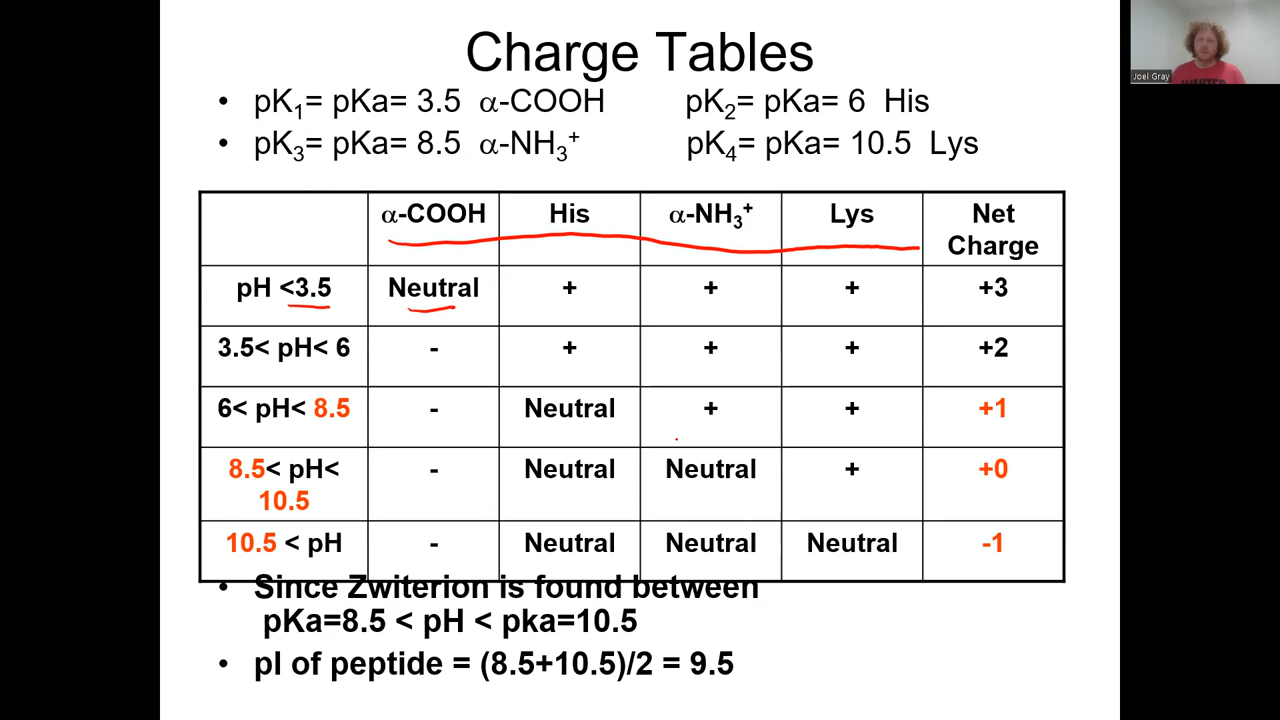 Charge Tables
Joel Gray
• pK1= pKa= 3.5 α-COOH pK2= pKa= 6 His
• pK3= pKa= 8.5 α-NH3+ pK4= pKa= 10.5 Lys
α-COOH His α-NH3+ Lys Net
Charge
pH <3.5 Neutral + + + +3
3.5< pH< 6 - + + + +2
6< pH< 8.5 - Neutral + + +1
8.5< pH<
10.5 - Neutral Neutral + +0
10.5 < pH - Neutral Neutral Neutral -1
• Since Zwiterion is found between
pKa=8.5 < pH < pka=10.5
• pI of peptide = (8.5+10.5)/2 = 9.5